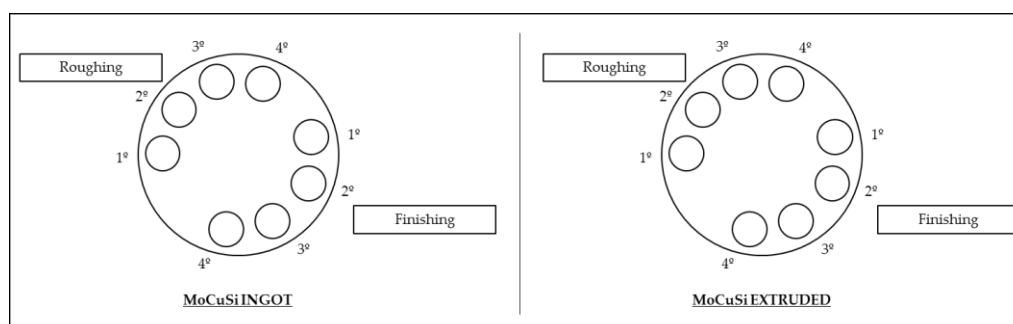 3º
4º
Roughing
2º
1º
1º
2º
Finishing
3º
4º
MoCuSi INGOT
3º
4º
Roughing
2º
1º
1º
2º
Finishing
3º
4º
MoCuSi EXTRUDED